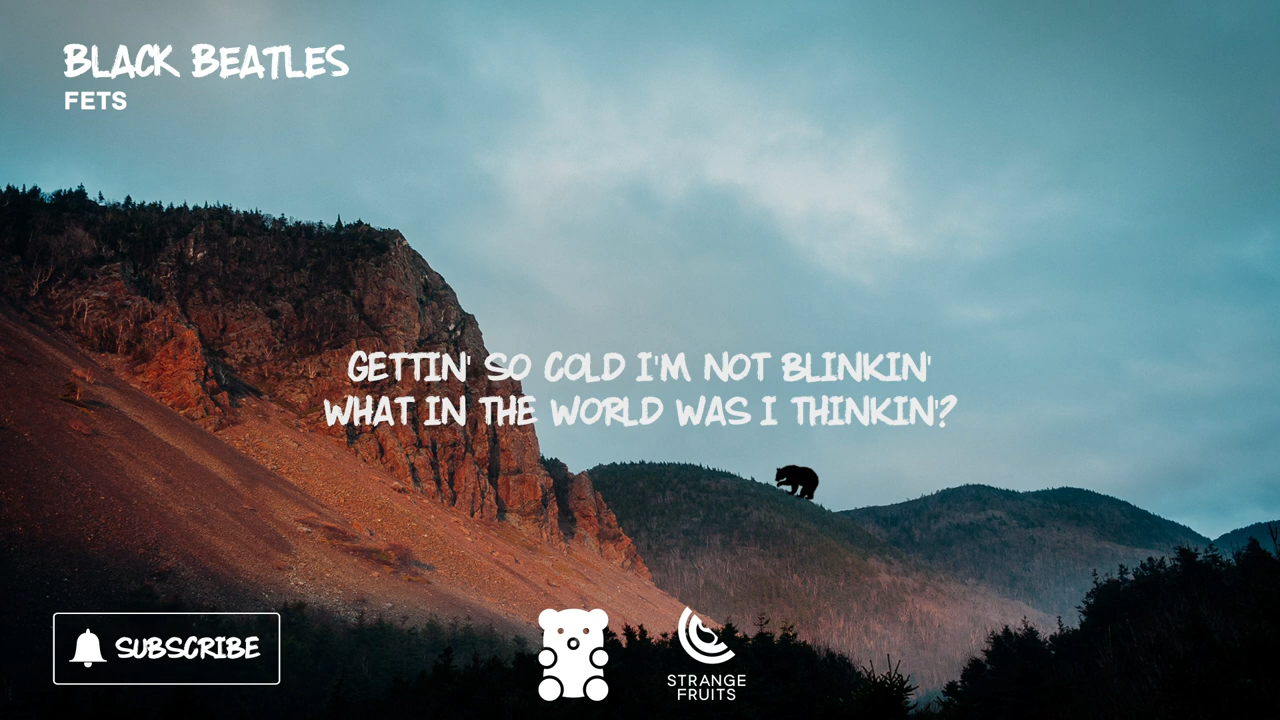 BLACK BEATLES
FETS
GETTIN' SO COLD I'M NOT BLINKIN'
WHAT IN THE WORLD WAS I THINKIN'?
SUBSCRIBE
STRANGE
FRUITS